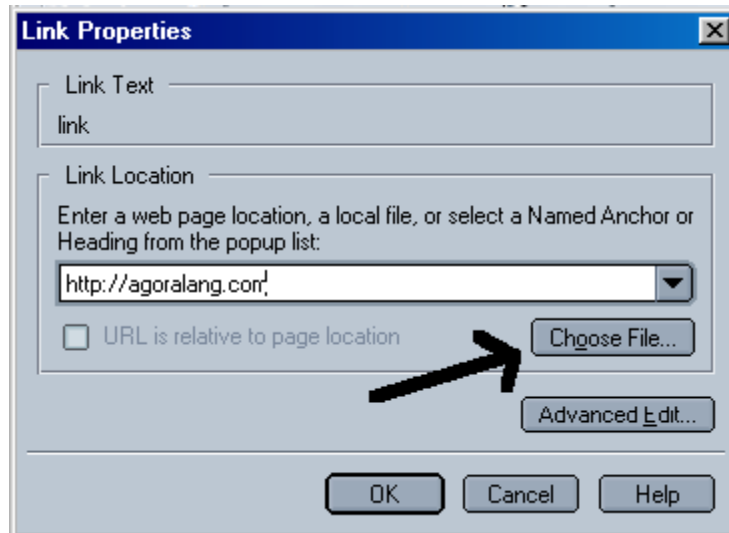 Link Properties
Link Text
link
Link Location
Enter a web page location, a local file, or select a Named Anchor or
Heading from the popup list:
http://agoralang.com
URL is relative to page location
Choose File...
Advanced Edit...
OK
Cancel
Help